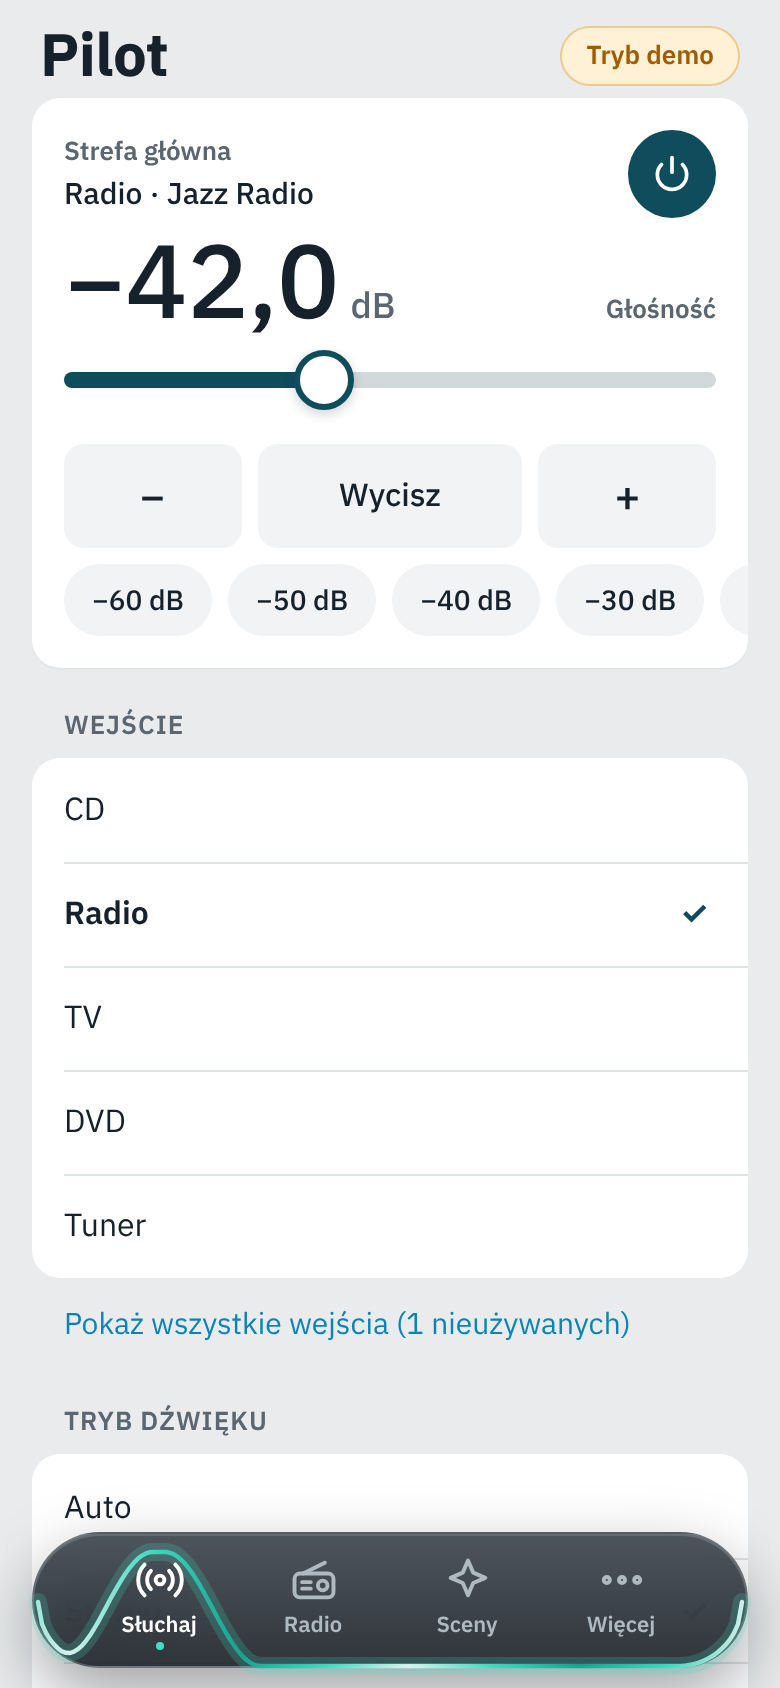 Pilot
Tryb demo
Strefa główna
Radio · Jazz Radio
−42,0 dB
Głośność
− Wycisz +
−60 dB −50 dB −40 dB −30 dB
WEJŚCIE
CD
Radio
TV
DVD
Tuner
Pokaż wszystkie wejścia (1 nieużywanych)
TRYB DŹWIĘKU
Auto
Słuchaj Radio Sceny Więcej